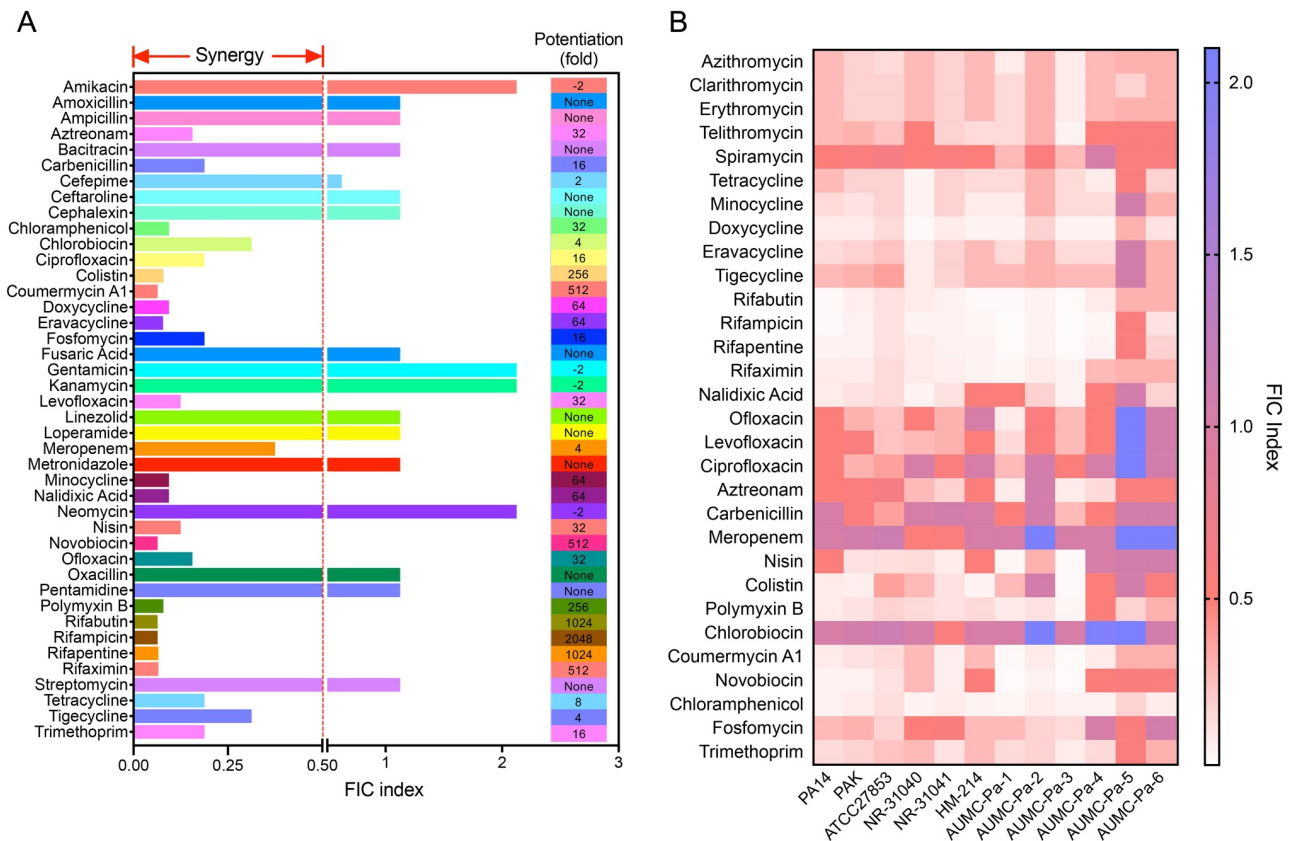 A
Synergy
Potentiation
(fold)
Amikacin -2
Amoxicillin None
Ampicillin None
Aztreonam 32
Bacitracin None
Carbenicillin 16
Cefepime 2
Ceftaroline None
Cephalexin None
Chloramphenicol 32
Chlorobiocin 4
Ciprofloxacin 16
Colistin 256
Coumermycin A1 512
Doxycycline 64
Eravacycline 64
Fosfomycin 16
Fusaric Acid None
Gentamicin -2
Kanamycin -2
Levofloxacin 32
Linezolid None
Loperamide None
Meropenem 4
Metronidazole None
Minocycline 64
Nalidixic Acid 64
Neomycin -2
Nisin 32
Novobiocin 512
Ofloxacin 32
Oxacillin None
Pentamidine None
Polymyxin B 256
Rifabutin 1024
Rifampicin 2048
Rifapentine 1024
Rifaximin 512
Streptomycin None
Tetracycline 8
Tigecycline 4
Trimethoprim 16
0.00 0.25 0.50 1 2 3
FIC index
B
Azithromycin
Clarithromycin
Erythromycin
Telithromycin
Spiramycin
Tetracycline
Minocycline
Doxycycline
Eravacycline
Tigecycline
Rifabutin
Rifampicin
Rifapentine
Rifaximin
Nalidixic Acid
Ofloxacin
Levofloxacin
Ciprofloxacin
Aztreonam
Carbenicillin
Meropenem
Nisin
Colistin
Polymyxin B
Chlorobiocin
Coumermycin A1
Novobiocin
Chloramphenicol
Fosfomycin
Trimethoprim
PA14
PAK
ATCC27853
NR-31040
NR-31041
HM-214
AUMC-Pa-1
AUMC-Pa-2
AUMC-Pa-3
AUMC-Pa-4
AUMC-Pa-5
AUMC-Pa-6
2.0
1.5
1.0
0.5
FIC Index